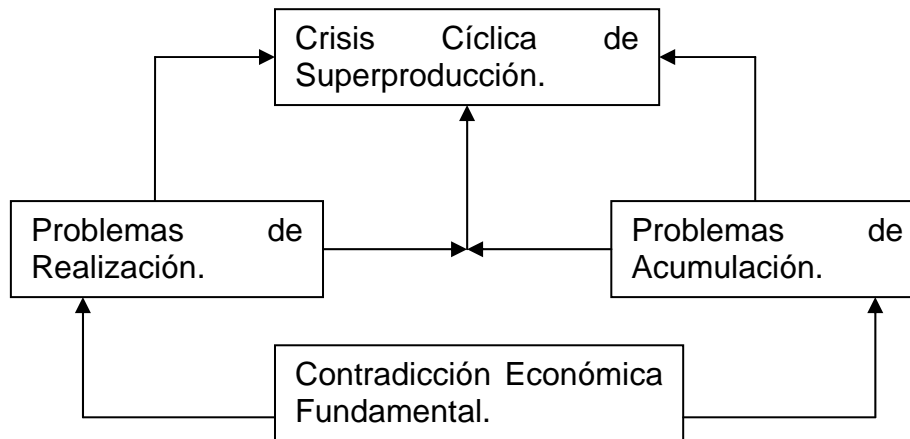 Crisis Cíclica de
Superproducción.
Problemas de
Realización.
Problemas de
Acumulación.
Contradicción Económica
Fundamental.